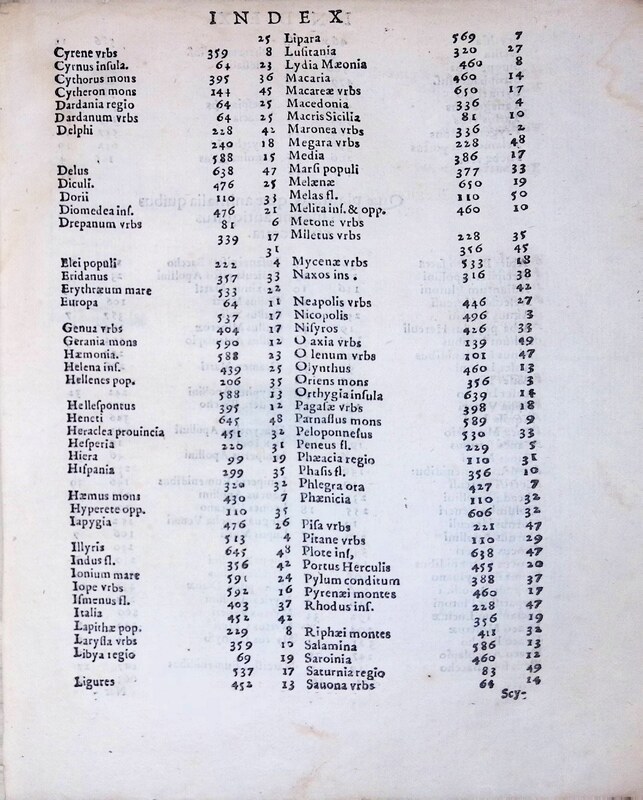 INDEX
25
Cyrene vrbs 359 8
Cyrnus inſula. 64 23
Cythorus mons 395 36
Cytheron mons 144 45
Dardania regio 64 25
Dardanum vrbs 64 25
Delphi 228 42
240 18
588 15
Delus 638 47
Diculi. 476 25
Dorii 110 33
Diomedea inſ. 476 21
Drepanum vrbs 81 6
339 17
31
Elei populi 222 4
Eridanus 357 33
Erythræum mare 533 22
Europa 64 11
537 17
Genua vrbs 404 17
Gerania mons 590 12
Hæmonia. 588 23
Helena inſ. 439 25
Hellenes pop. 206 35
588 13
Helleſpontus 395 12
Heneti 645 48
Heraclea prouincia 451 32
Heſperia 220 31
Hiera 99 19
Hiſpania 299 35
320 32
Hæmus mons 430 7
Hyperete opp. 110 35
Iapygia 476 26
513 4
Illyris 645 48
Indus fl. 356 42
Ionium mare 591 24
Iope vrbs 592 16
Iſmenus fl. 403 37
Italia 452 42
Lapithæ pop. 229 8
Laryſſa vrbs 359 10
Libya regio 69 19
537 17
Ligures 452 13
Lipara 569 7
Luſitania 320 27
Lydia Mæonia 460 8
Macaria 460 14
Macareæ vrbs 650 17
Macedonia 336 4
Macris Sicilia 81 10
Maronea vrbs 336 2
Megara vrbs 228 48
Media 386 17
Marſi populi 377 33
Melænæ 650 19
Melas fl. 110 50
Melita inſ. & opp. 460 10
Metone vrbs
Miletus vrbs 228 35
356 45
Mycenæ vrbs 533 18
Naxos ins. 316 38
42
Neapolis vrbs 446 27
Nicopolis 496 3
Niſyros 426 33
Oaxia vrbs 139 49
Olenum vrbs 101 47
Olynthus 460 13
Oriens mons 356 3
Orthygia inſula 639 14
Pagaſæ vrbs 398 18
Parnaſſus mons 589 9
Peloponneſus 530 33
Peneus fl. 229 5
Phæacia regio 110 31
Phaſis fl. 356 10
Phlegra ora 427 7
Phænicia 110 32
606 32
Piſa vrbs 221 47
Pitane vrbs 110 29
Plote inſ, 638 47
Portus Herculis 455 20
Pylum conditum 388 37
Pyrenæi montes 460 17
Rhodus inſ. 228 47
356 19
Riphæi montes 411 32
Salamina 586 13
Saroinia 460 12
Saturnia regio 83 49
Sauona vrbs 64 14
Scy-